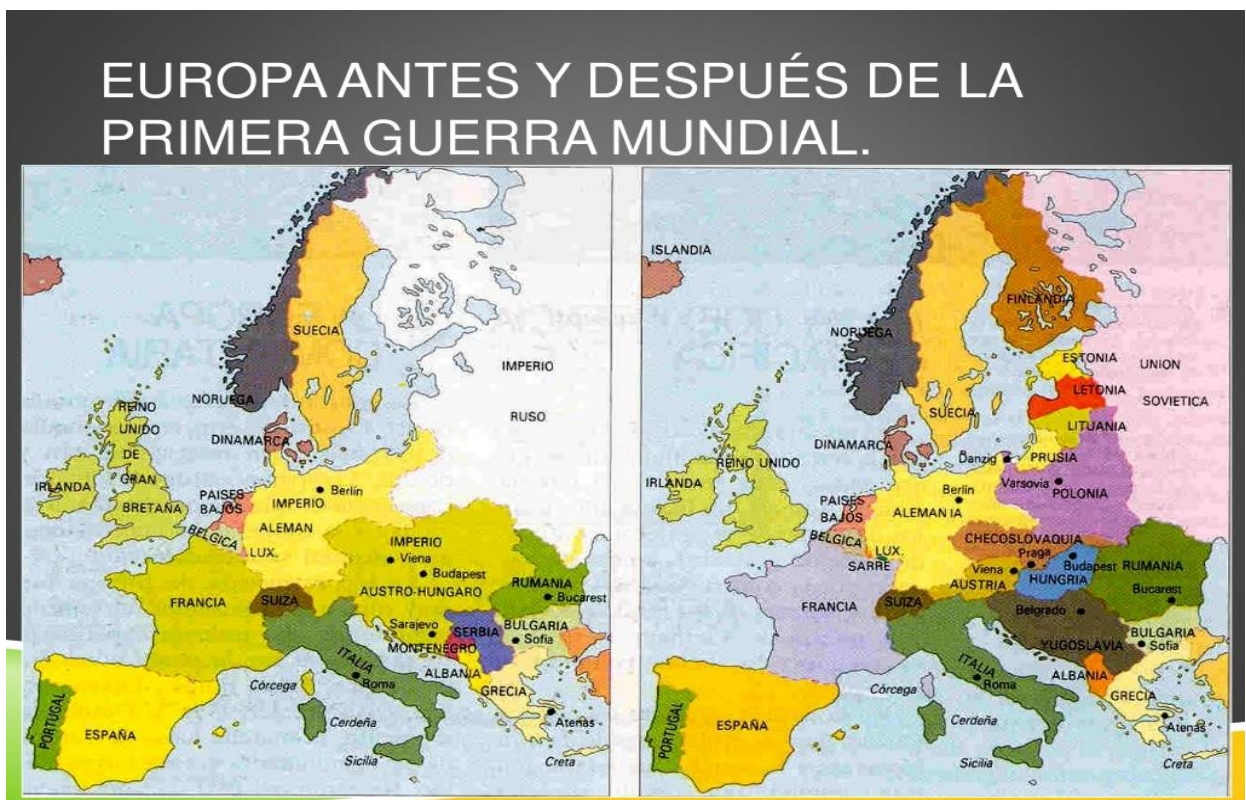 EUROPA ANTES Y DESPUÉS DE LA
PRIMERA GUERRA MUNDIAL.
SUECIA
NORUEGA
IMPERIO
RUSO
REINO
UNIDO
DE
GRAN
BRETAÑA
IRLANDA
DINAMARCA
PAISES
BAJOS
BELGICA
LUX.
IMPERIO
ALEMAN
Berlín
IMPERIO
Viena
Budapest
AUSTRO-HUNGARO
FRANCIA
SUIZA
RUMANIA
Bucarest
Sarajevo
SERBIA
MONTENEGRO
BULGARIA
Sofia
ALBANIA
GRECIA
Atenas
ITALIA
Roma
Córcega
Cerdeña
Sicilia
Creta
PORTUGAL
ESPAÑA
ISLANDIA
FINLANDIA
NORUEGA
SUECIA
ESTONIA
LETONIA
LITUANIA
UNION
SOVIETICA
DINAMARCA
Danzig
PRUSIA
Varsovia
POLONIA
REINO UNIDO
IRLANDA
PAISES
BAJOS
BELGICA
LUX.
SARRE
Berlín
ALEMANIA
CHECOSLOVAQUIA
Praga
Viena
AUSTRIA
Budapest
HUNGRIA
RUMANIA
Bucarest
FRANCIA
SUIZA
Belgrado
YUGOSLAVIA
BULGARIA
Sofia
ALBANIA
GRECIA
Atenas
ITALIA
Roma
Córcega
Cerdeña
Sicilia
Creta
PORTUGAL
ESPAÑA